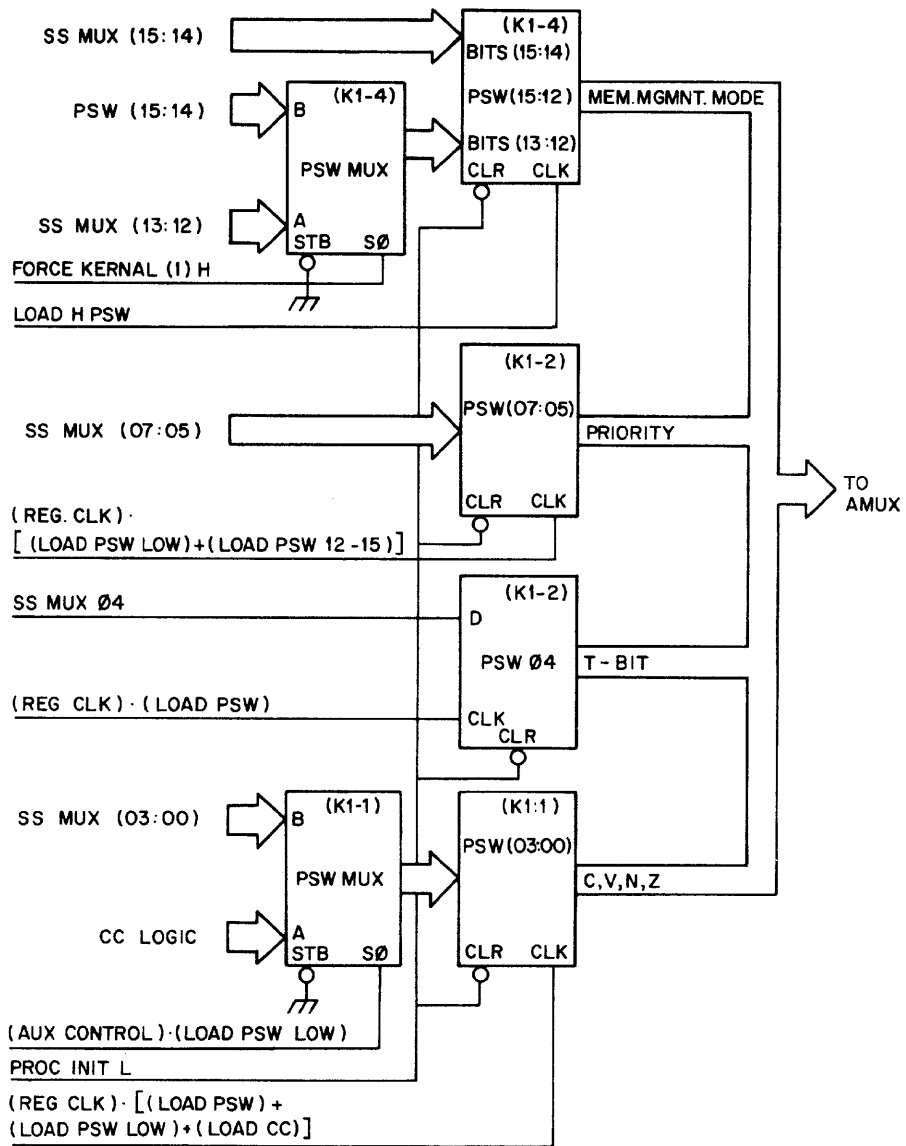 SS MUX (15:14)
(K1-4)
BITS (15:14)
PSW (15:14)
B
(K1-4)
PSW(15:12)
MEM.MGMNT. MODE
BITS (13:12)
PSW MUX
CLR CLK
SS MUX (13:12)
A
STB SØ
FORCE KERNAL (1) H
LOAD H PSW
(K1-2)
PSW(07:05)
SS MUX (07:05)
PRIORITY
TO
AMUX
CLR CLK
(REG. CLK)·
[ (LOAD PSW LOW)+(LOAD PSW 12-15)]
(K1-2)
SS MUX Ø4
D
PSW Ø4
T-BIT
(REG CLK)·(LOAD PSW)
CLK
CLR
SS MUX (03:00)
B
(K1-1)
(K1:1)
PSW(03:00)
PSW MUX
C,V,N,Z
CC LOGIC
A
STB SØ
CLR CLK
(AUX CONTROL)·(LOAD PSW LOW)
PROC INIT L
(REG CLK)· [(LOAD PSW) +
(LOAD PSW LOW)+(LOAD CC)]